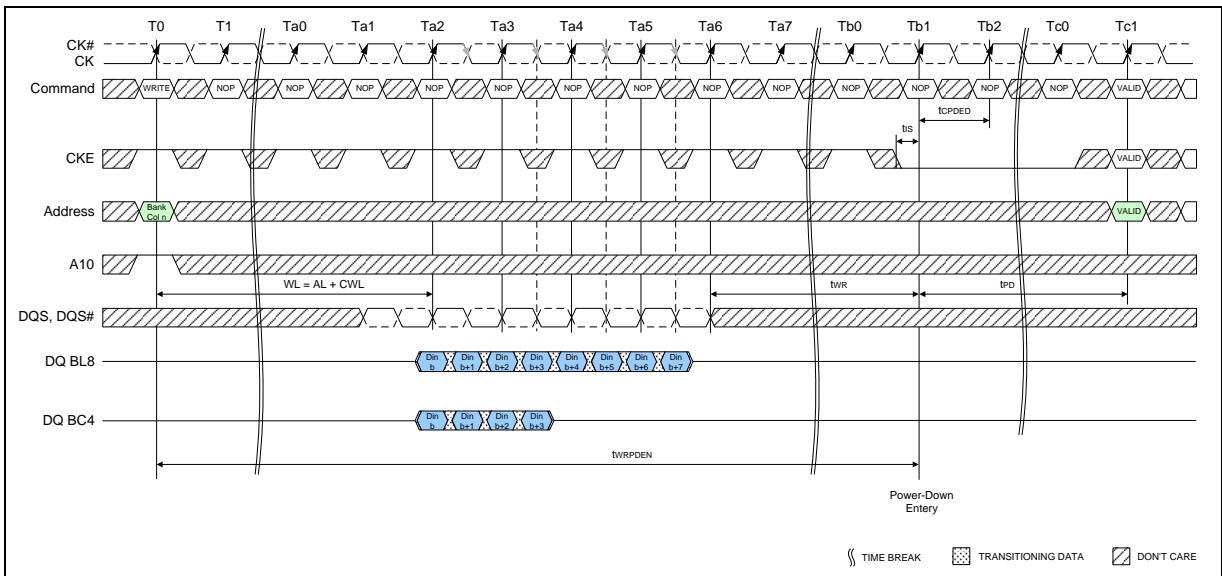 T0 T1 Ta0 Ta1 Ta2 Ta3 Ta4 Ta5 Ta6 Ta7 Tb0 Tb1 Tb2 Tc0 Tc1
CK#
CK
Command WRITE NOP NOP NOP NOP NOP NOP NOP NOP NOP NOP NOP NOP NOP VALID
tCPDED
tIS
CKE VALID
Address Bank Col n VALID
A10
WL = AL + CWL tWR tPD
DQS, DQS#
DQ BL8 Din b Din b+1 Din b+2 Din b+3 Din b+4 Din b+5 Din b+6 Din b+7
DQ BC4 Din b Din b+1 Din b+2 Din b+3
tWRPDEN
Power-Down
Entery
TIME BREAK TRANSITIONING DATA DON'T CARE